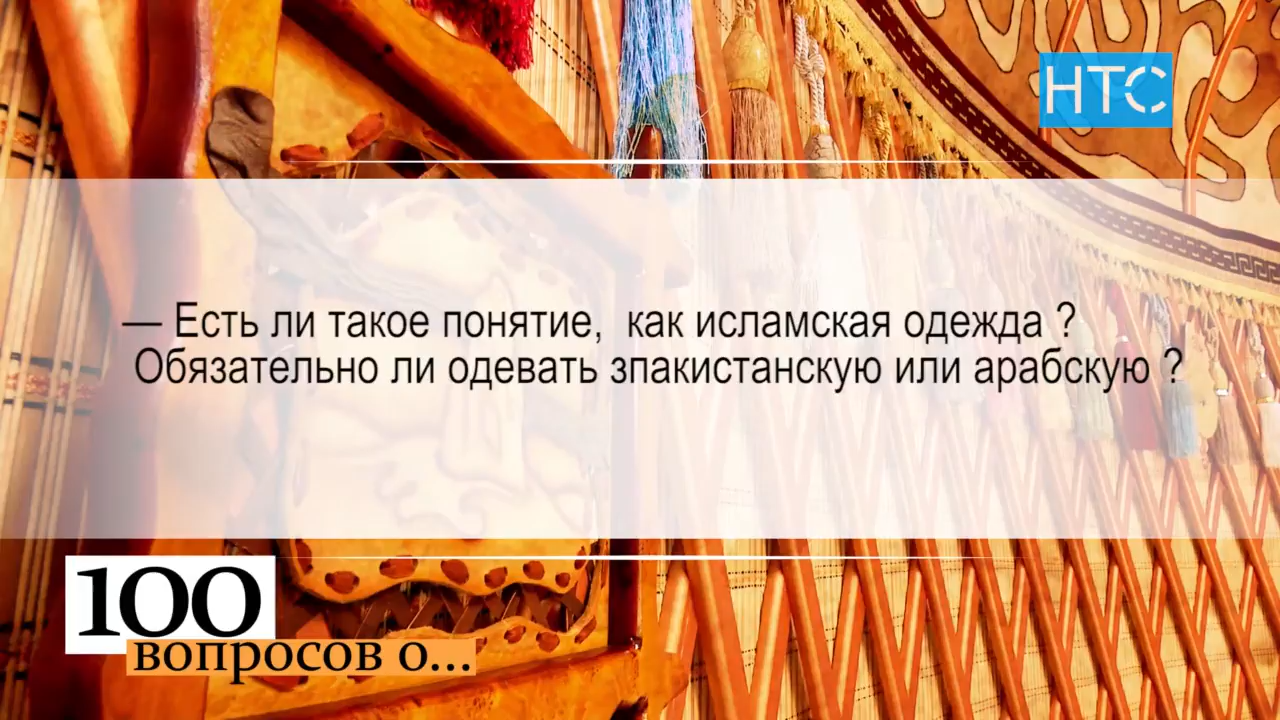 НТС
— Есть ли такое понятие,  как исламская одежда ?
Обязательно ли одевать зпакистанскую или арабскую ?
100
вопросов о...